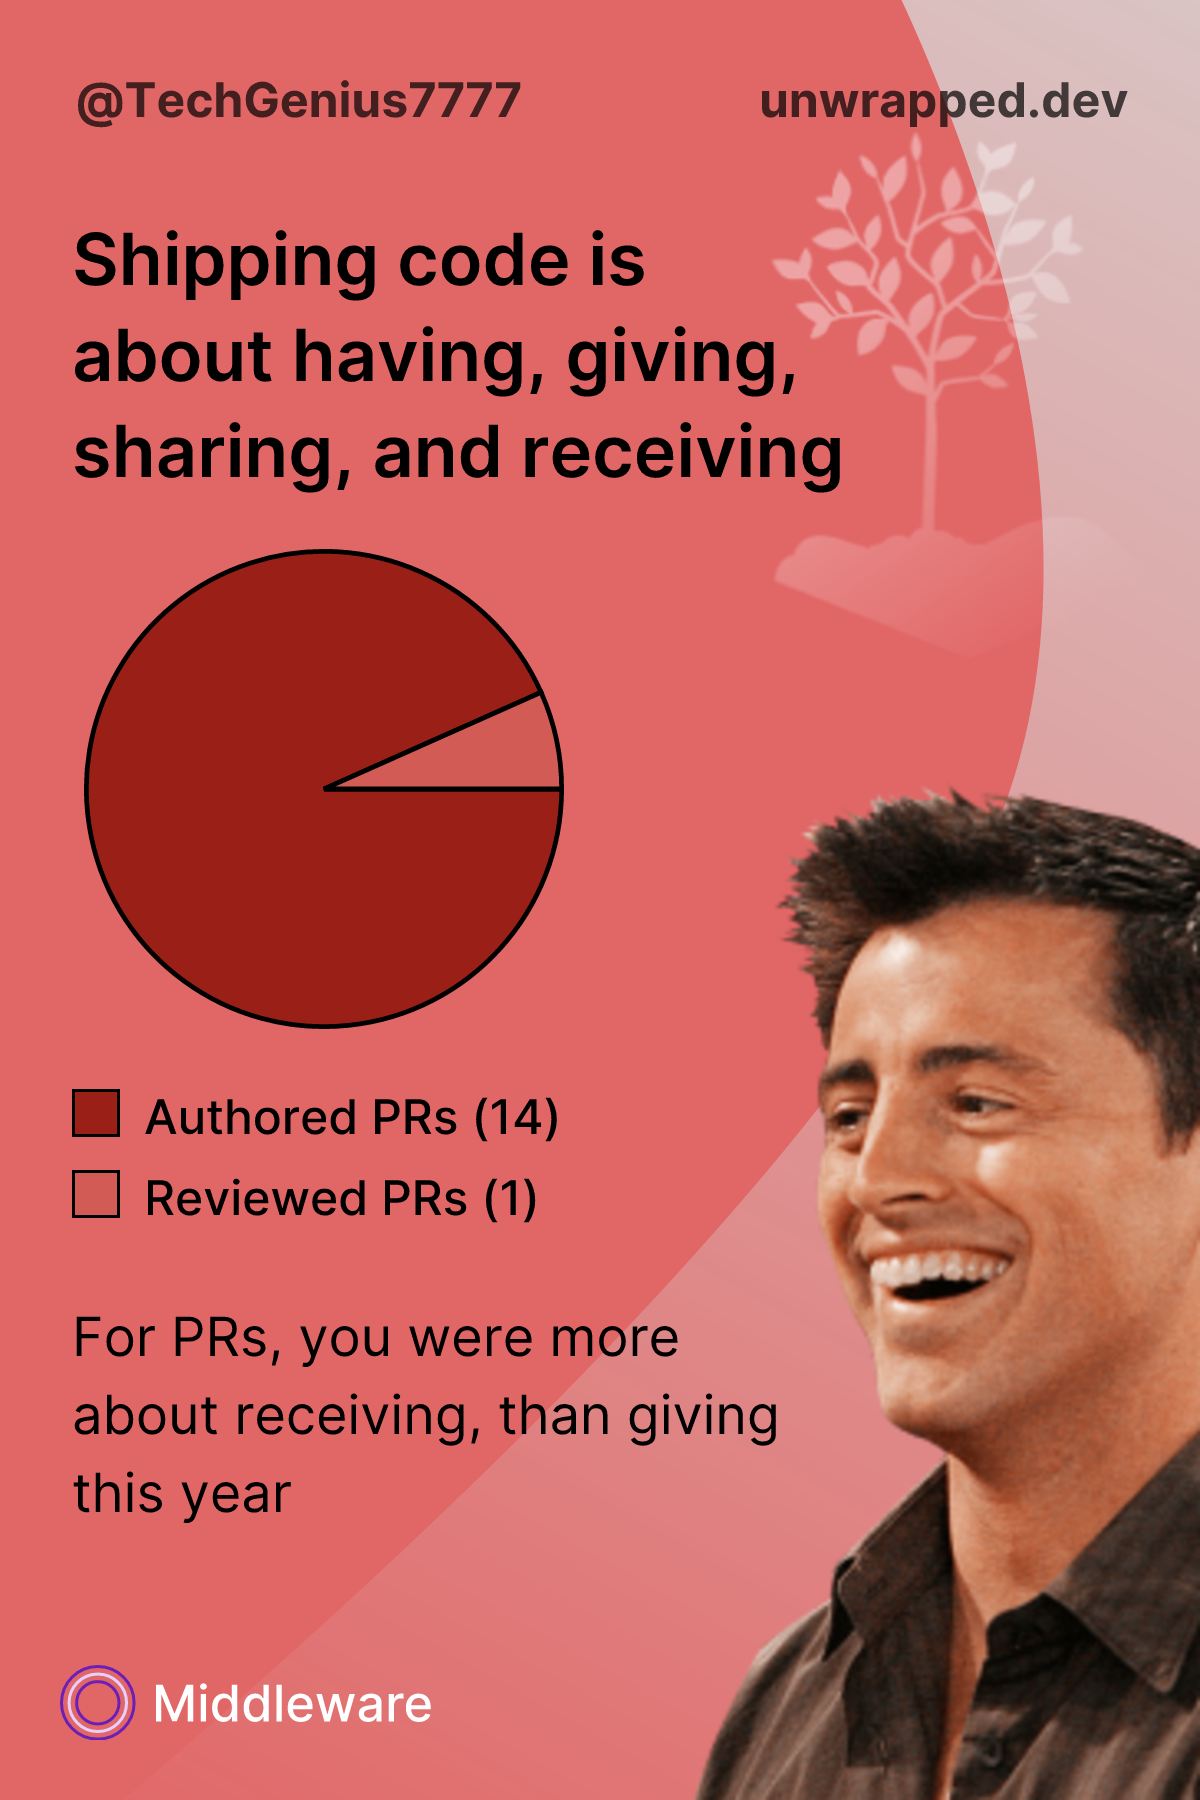 @TechGenius7777
unwrapped.dev
Shipping code is
about having, giving,
sharing, and receiving
Authored PRs (14)
Reviewed PRs (1)
For PRs, you were more
about receiving, than giving
this year
Middleware